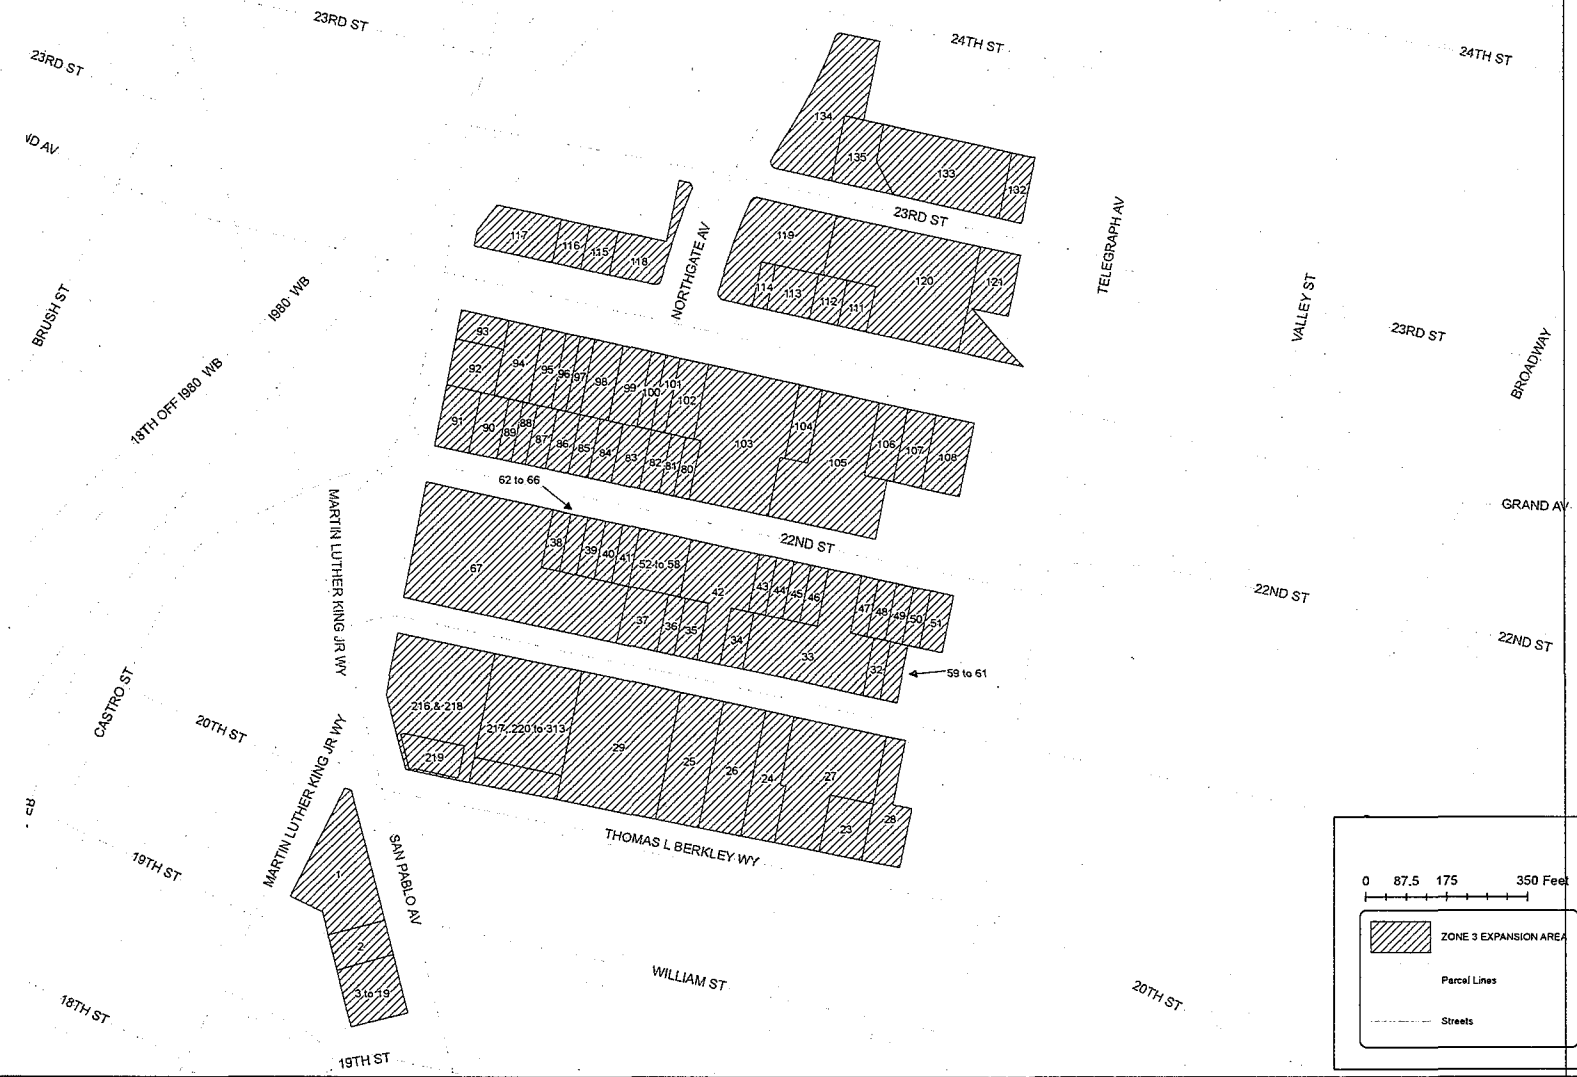 23RD ST
24TH ST
24TH ST
23RD ST
134
ND AV
135
133
132
23RD ST
TELEGRAPH AV
117
116
115
118
NORTHGATE AV
119
120
121
114
113
112
111
BRUSH ST
I980 WB
VALLEY ST
23RD ST
BROADWAY
18TH OFF I980 WB
93
92
94
95
96
97
98
99
100
101
102
103
104
105
106
107
108
91
90
89
88
87
86
85
84
83
82
81
80
62 to 66
22ND ST
GRAND AV
MARTIN LUTHER KING JR WY
67
38
39
40
41
52 to 58
42
43
44
45
46
47
48
49
50
51
22ND ST
22ND ST
37
36
35
34
33
32
59 to 61
CASTRO ST
20TH ST
MARTIN LUTHER KING JR WY
216 & 218
217, 220 to 313
219
29
25
26
24
27
23
28
THOMAS L BERKLEY WY
SAN PABLO AV
19TH ST
1
2
3 to 19
WILLIAM ST
20TH ST
18TH ST
19TH ST
0 87.5 175 350 Feet
ZONE 3 EXPANSION AREA
Parcel Lines
Streets